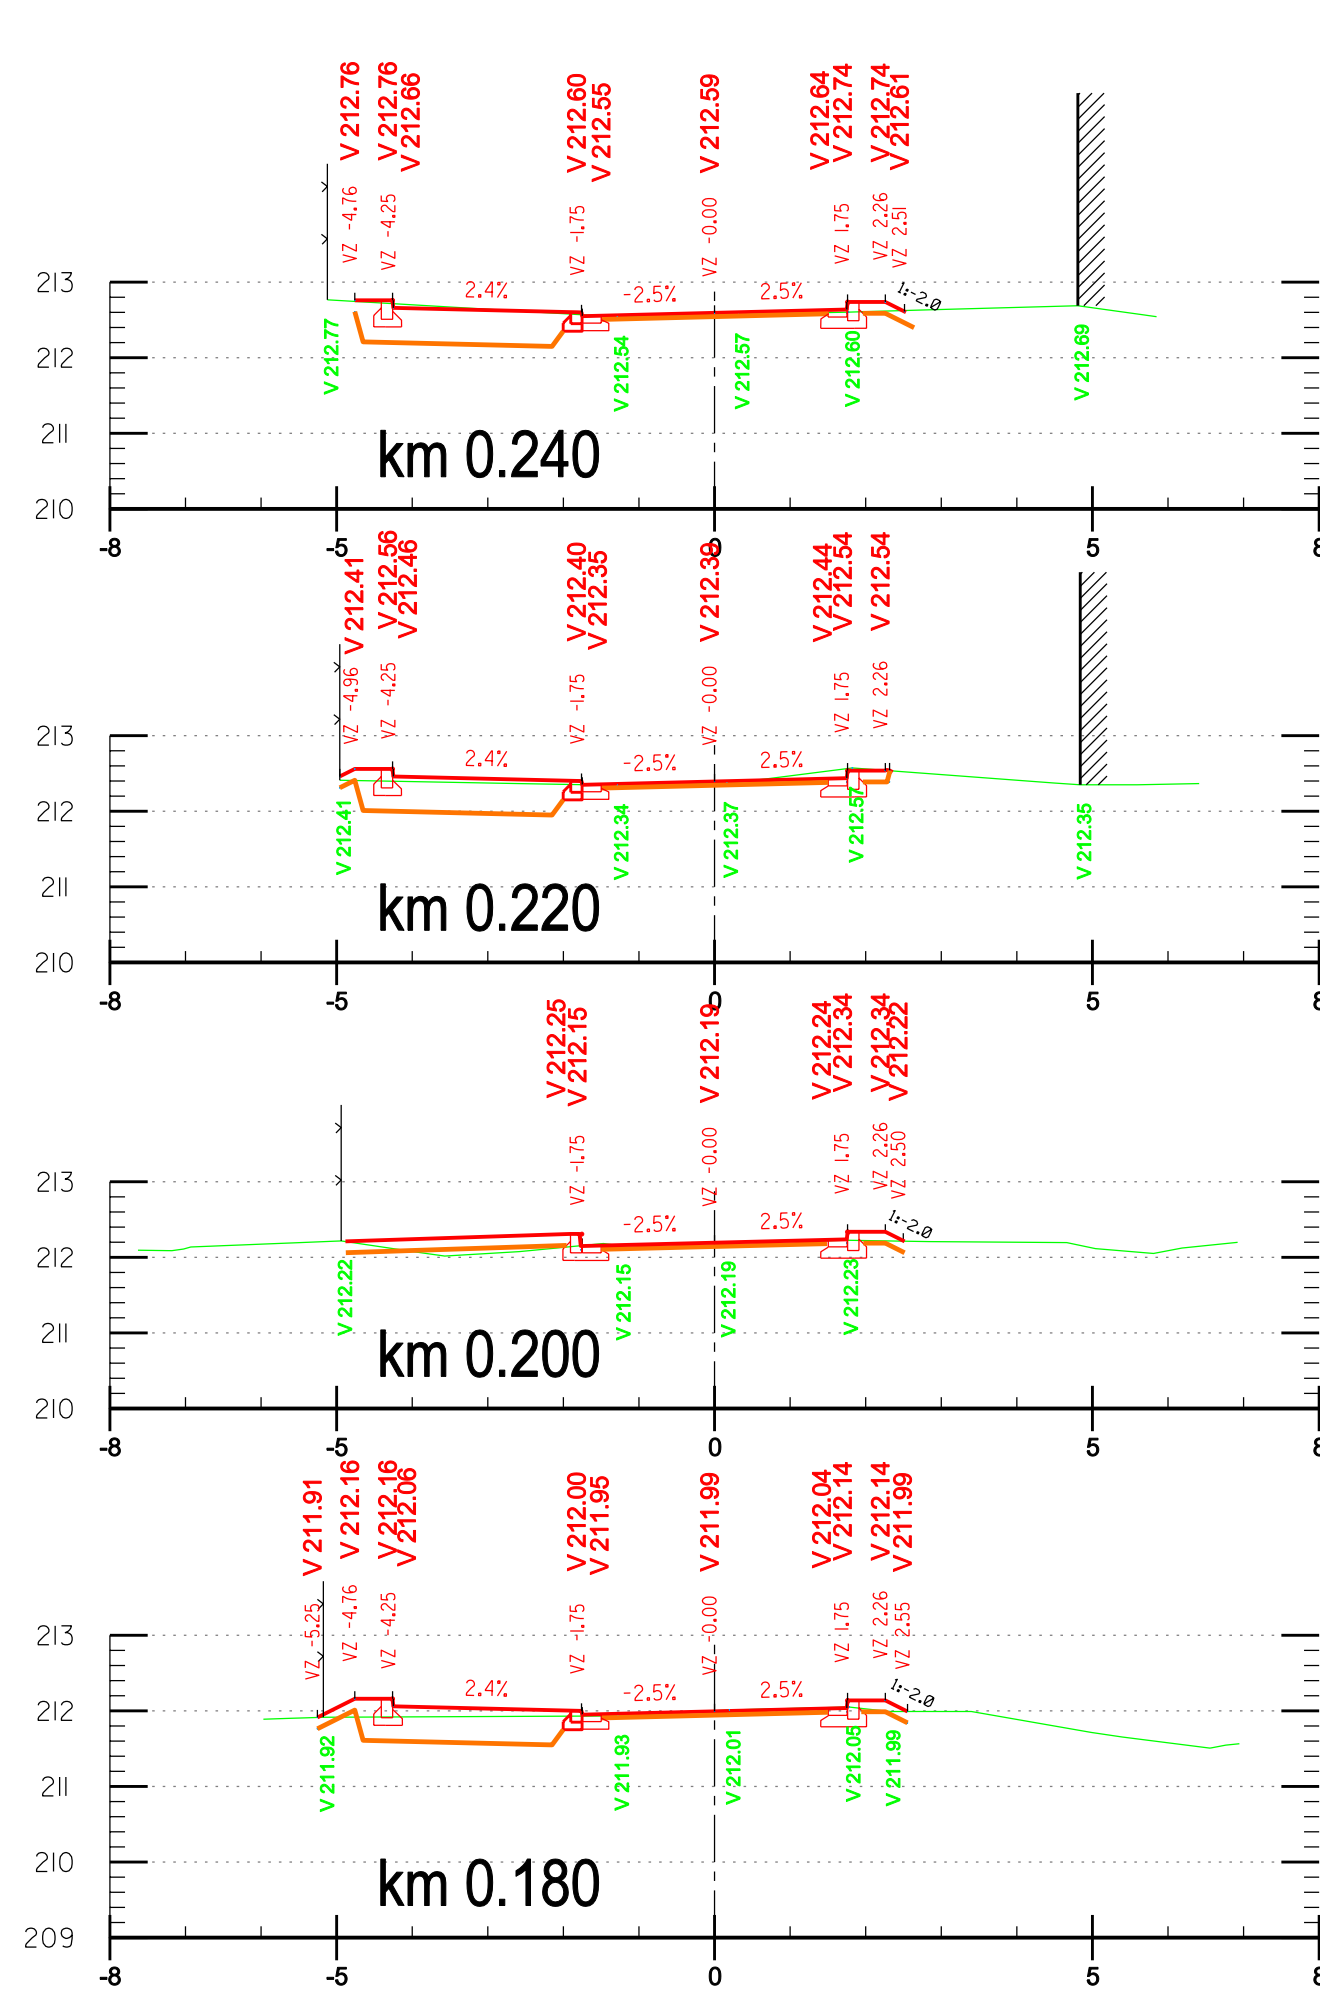 V 212.76
V 212.76
V 212.66
V 212.60
V 212.55
V 212.59
V 212.64
V 212.74
V 212.74
V 212.61
VZ -4.76
VZ -4.25
VZ -1.75
VZ -0.00
VZ 1.75
VZ 2.26
VZ 2.51
213
2.4%
-2.5%
2.5%
1:-2.0
212
V 212.77
V 212.54
V 212.57
V 212.60
V 212.69
211
km 0.240
210
-8
-5
0
5
8
V 212.41
V 212.56
V 212.46
V 212.40
V 212.35
V 212.39
V 212.44
V 212.54
V 212.54
VZ -4.96
VZ -4.25
VZ -1.75
VZ -0.00
VZ 1.75
VZ 2.26
213
2.4%
-2.5%
2.5%
212
V 212.41
V 212.34
V 212.37
V 212.57
V 212.35
211
km 0.220
210
-8
-5
0
5
8
V 212.25
V 212.15
V 212.19
V 212.24
V 212.34
V 212.34
V 212.22
VZ -1.75
VZ -0.00
VZ 1.75
VZ 2.26
VZ 2.50
213
-2.5%
2.5%
1:-2.0
212
V 212.22
V 212.15
V 212.19
V 212.23
211
km 0.200
210
-8
-5
0
5
8
V 211.91
V 212.16
V 212.16
V 212.06
V 212.00
V 211.95
V 211.99
V 212.04
V 212.14
V 212.14
V 211.99
VZ -5.25
VZ -4.76
VZ -4.25
VZ -1.75
VZ -0.00
VZ 1.75
VZ 2.26
VZ 2.55
213
2.4%
-2.5%
2.5%
1:-2.0
212
V 211.92
V 211.93
V 212.01
V 212.05
V 211.99
211
210
km 0.180
209
-8
-5
0
5
8